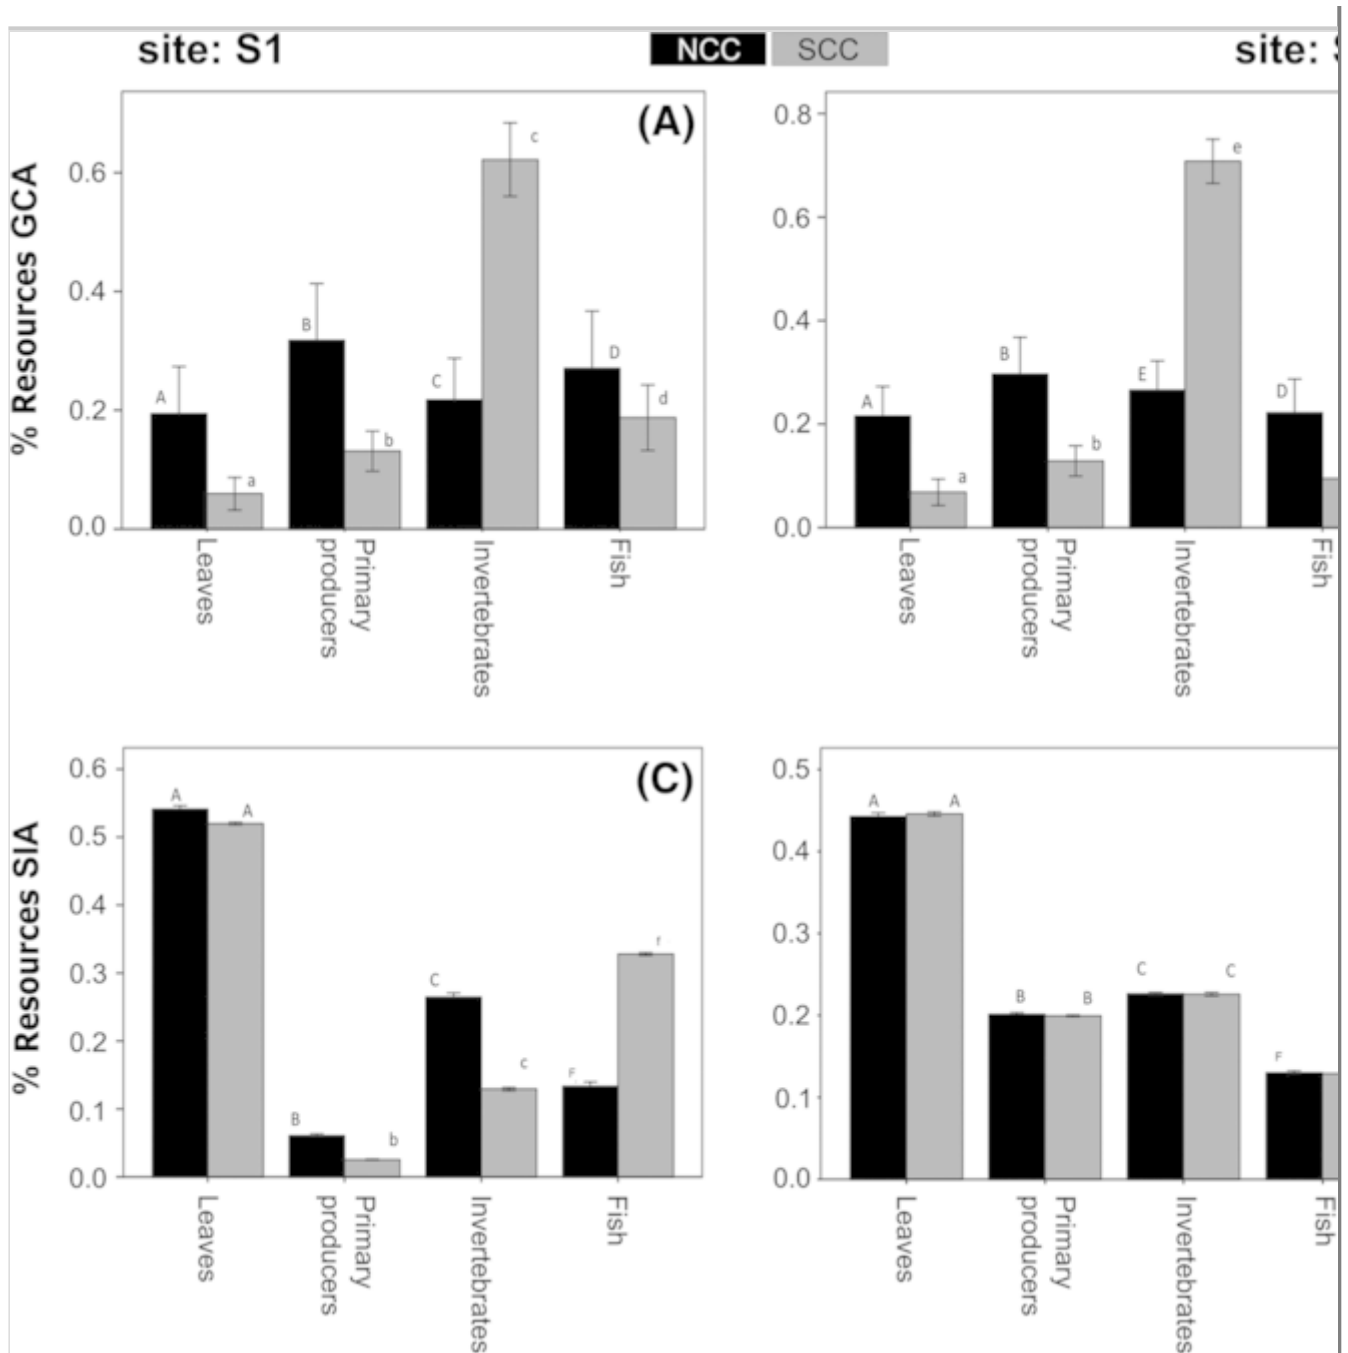 site: S1
NCC
SCC
site:
% Resources GCA
(A)
0.6
0.4
0.2
0.0
A
a
B
b
C
c
D
d
Leaves
Primary
producers
Invertebrates
Fish
0.8
0.6
0.4
0.2
0.0
A
a
B
b
E
e
D
Leaves
Primary
producers
Invertebrates
Fish
% Resources SIA
(C)
0.6
0.5
0.4
0.3
0.2
0.1
0.0
A
A
B
b
C
c
F
f
Leaves
Primary
producers
Invertebrates
Fish
0.5
0.4
0.3
0.2
0.1
0.0
A
A
B
B
C
C
F
Leaves
Primary
producers
Invertebrates
Fish